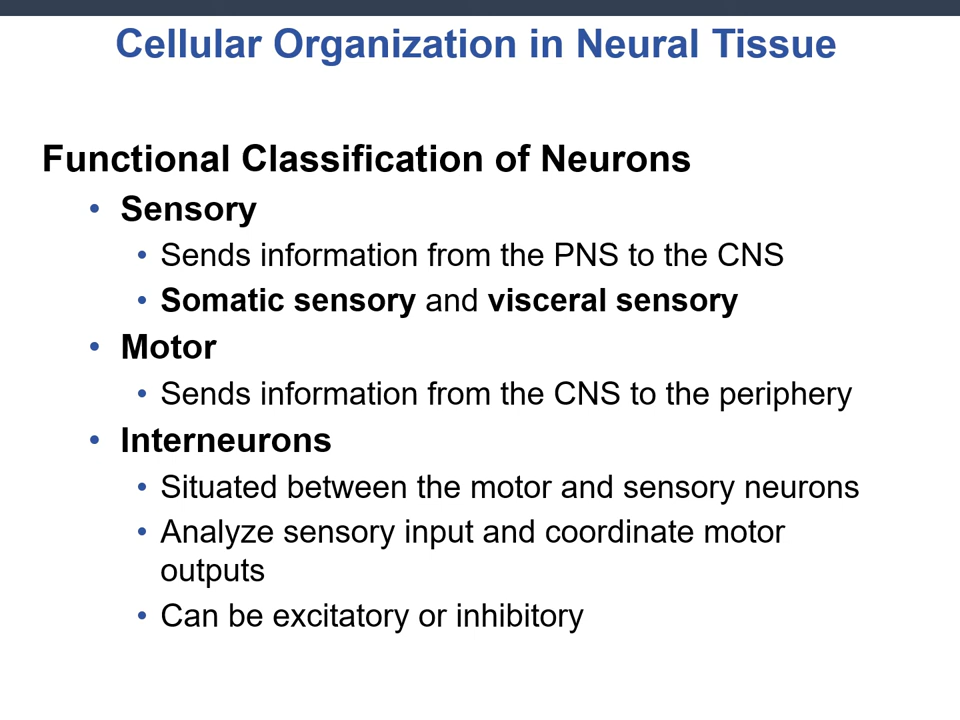 Cellular Organization in Neural Tissue
Functional Classification of Neurons
• Sensory
• Sends information from the PNS to the CNS
• Somatic sensory and visceral sensory
• Motor
• Sends information from the CNS to the periphery
• Interneurons
• Situated between the motor and sensory neurons
• Analyze sensory input and coordinate motor
outputs
• Can be excitatory or inhibitory